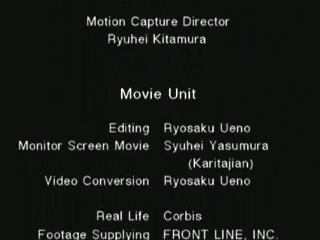 Motion Capture Director
Ryuhei Kitamura
Movie Unit
Editing Ryosaku Ueno
Monitor Screen Movie Syuhei Yasumura
(Karitajian)
Video Conversion Ryosaku Ueno
Real Life Corbis
Footage Supplying FRONT LINE, INC.